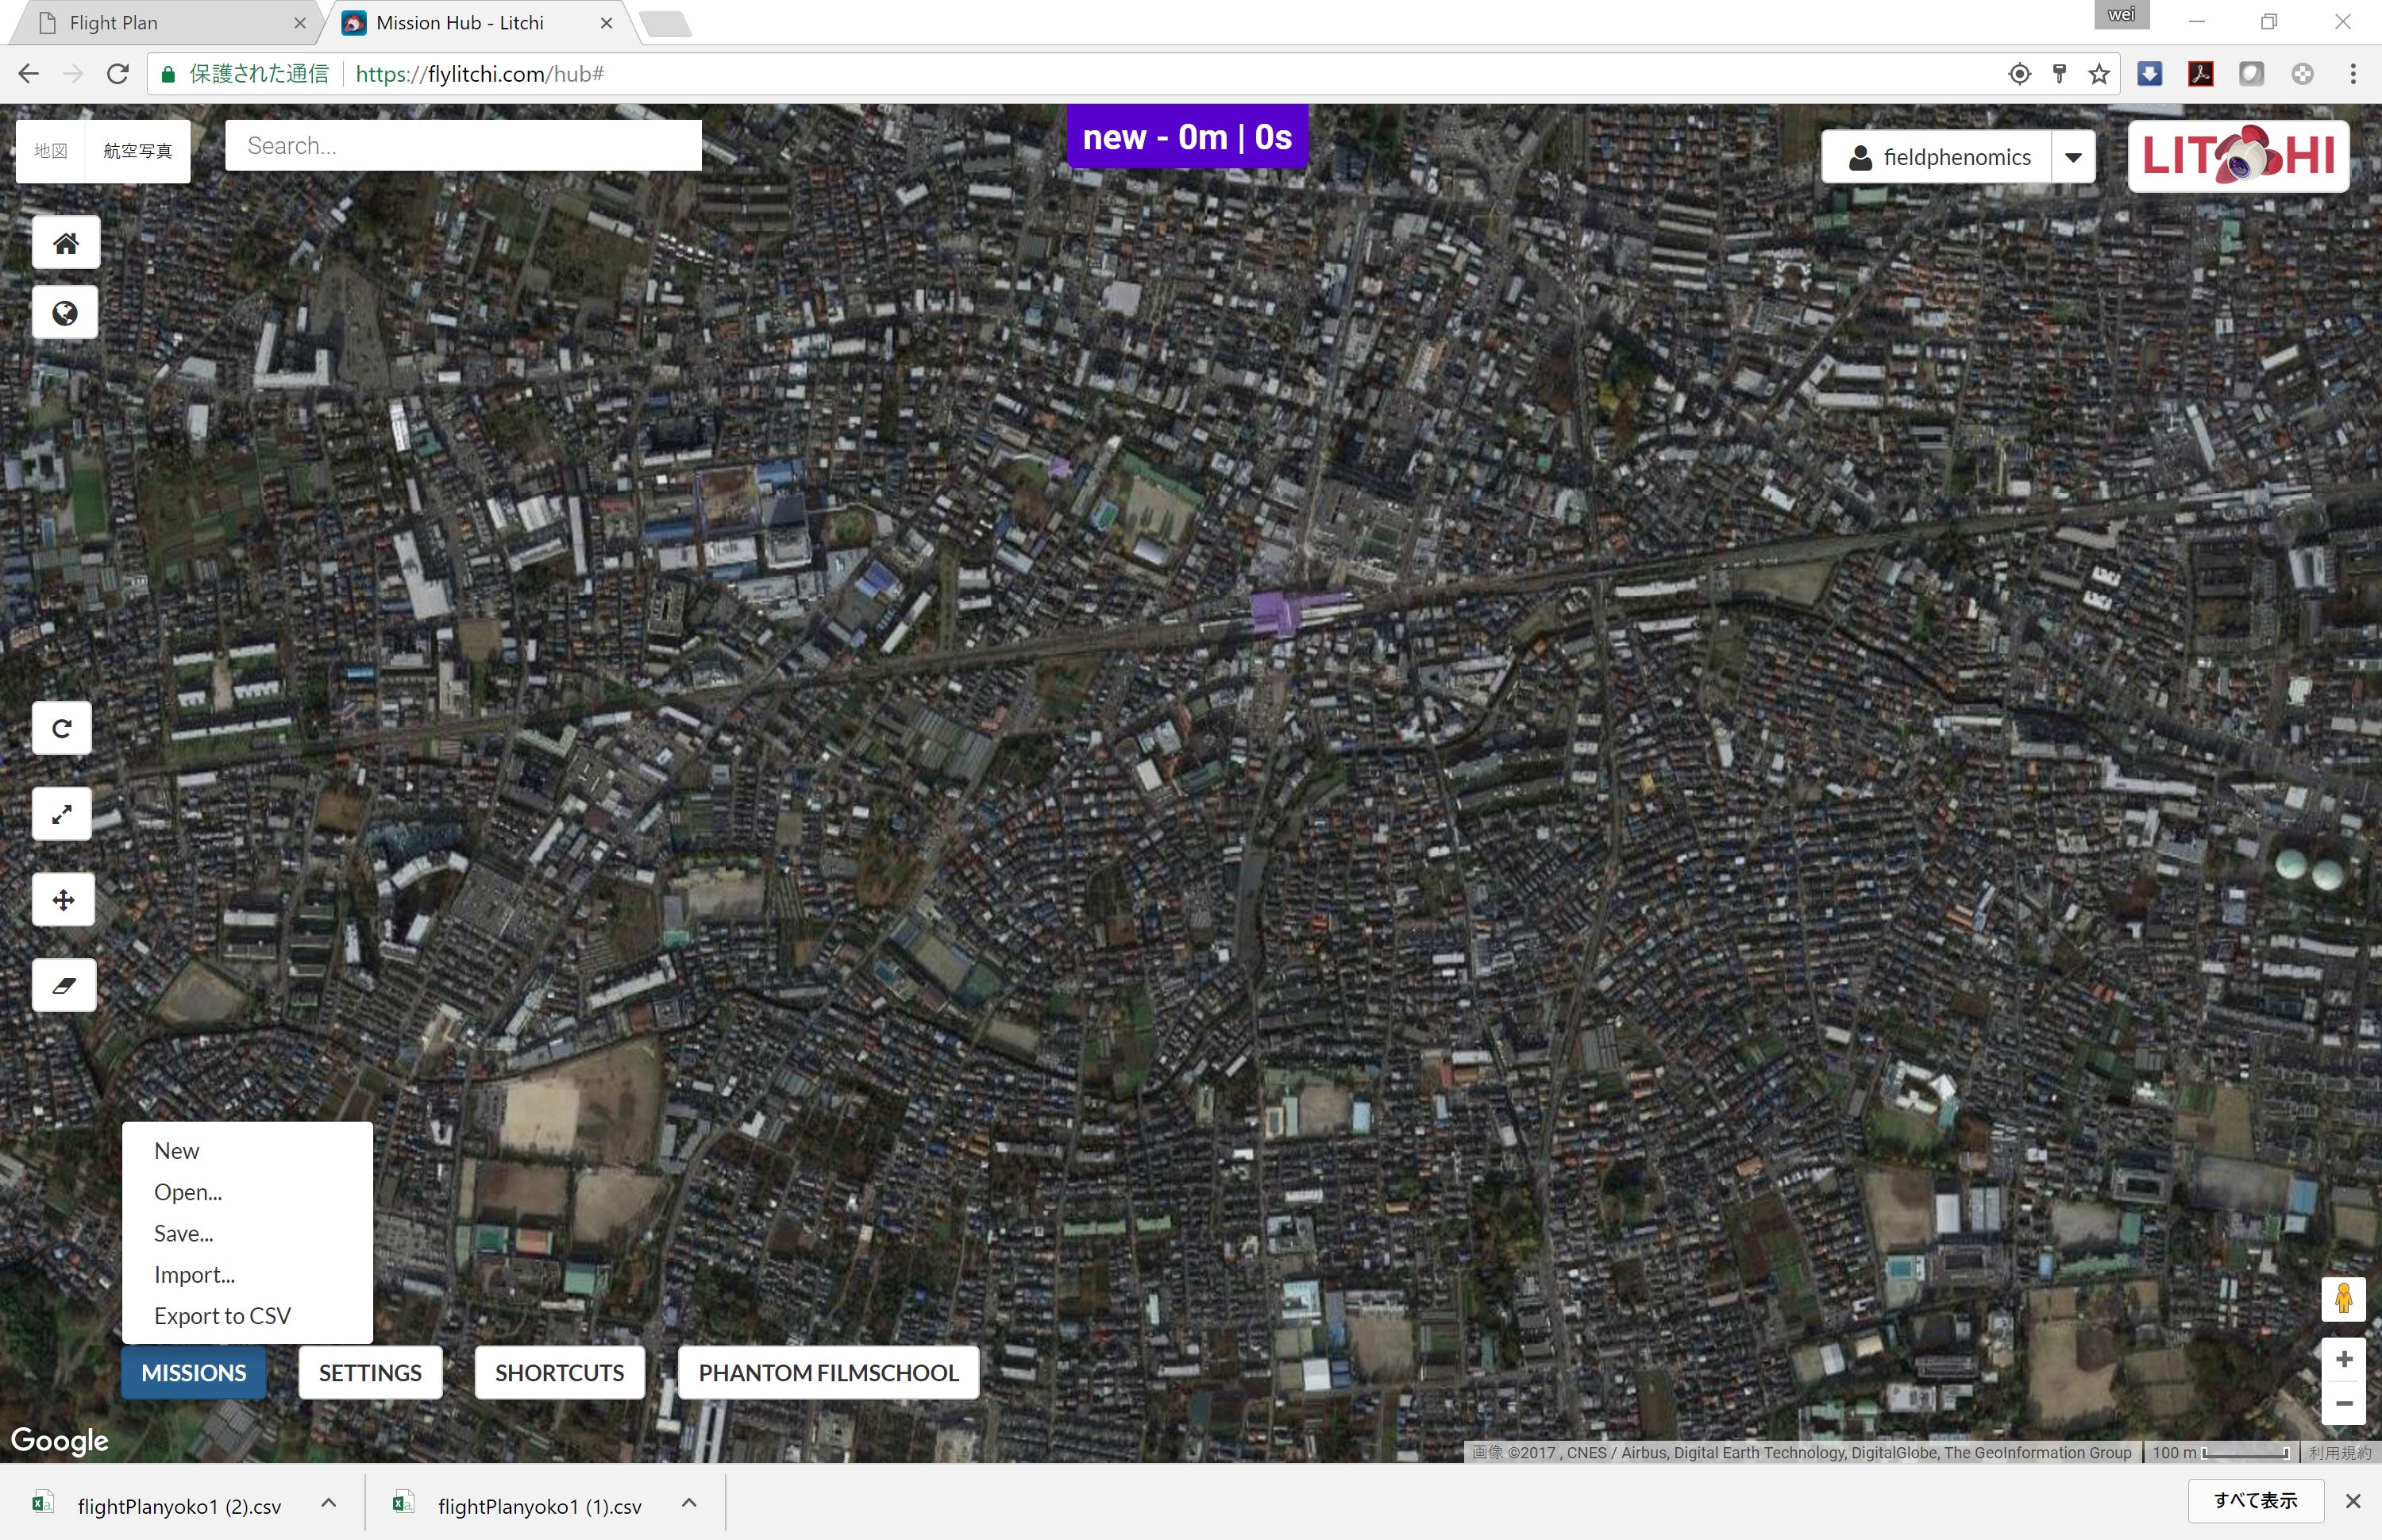 Flight Plan
Mission Hub - Litchi
wei
保護された通信
https://flylitchi.com/hub#
地図
航空写真
Search...
new - 0m | 0s
fieldphenomics
LITCHI
New
Open...
Save...
Import...
Export to CSV
MISSIONS
SETTINGS
SHORTCUTS
PHANTOM FILMSCHOOL
Google
画像 ©2017 , CNES / Airbus, Digital Earth Technology, DigitalGlobe, The GeoInformation Group
100 m
利用規約
flightPlanyoko1 (2).csv
flightPlanyoko1 (1).csv
すべて表示